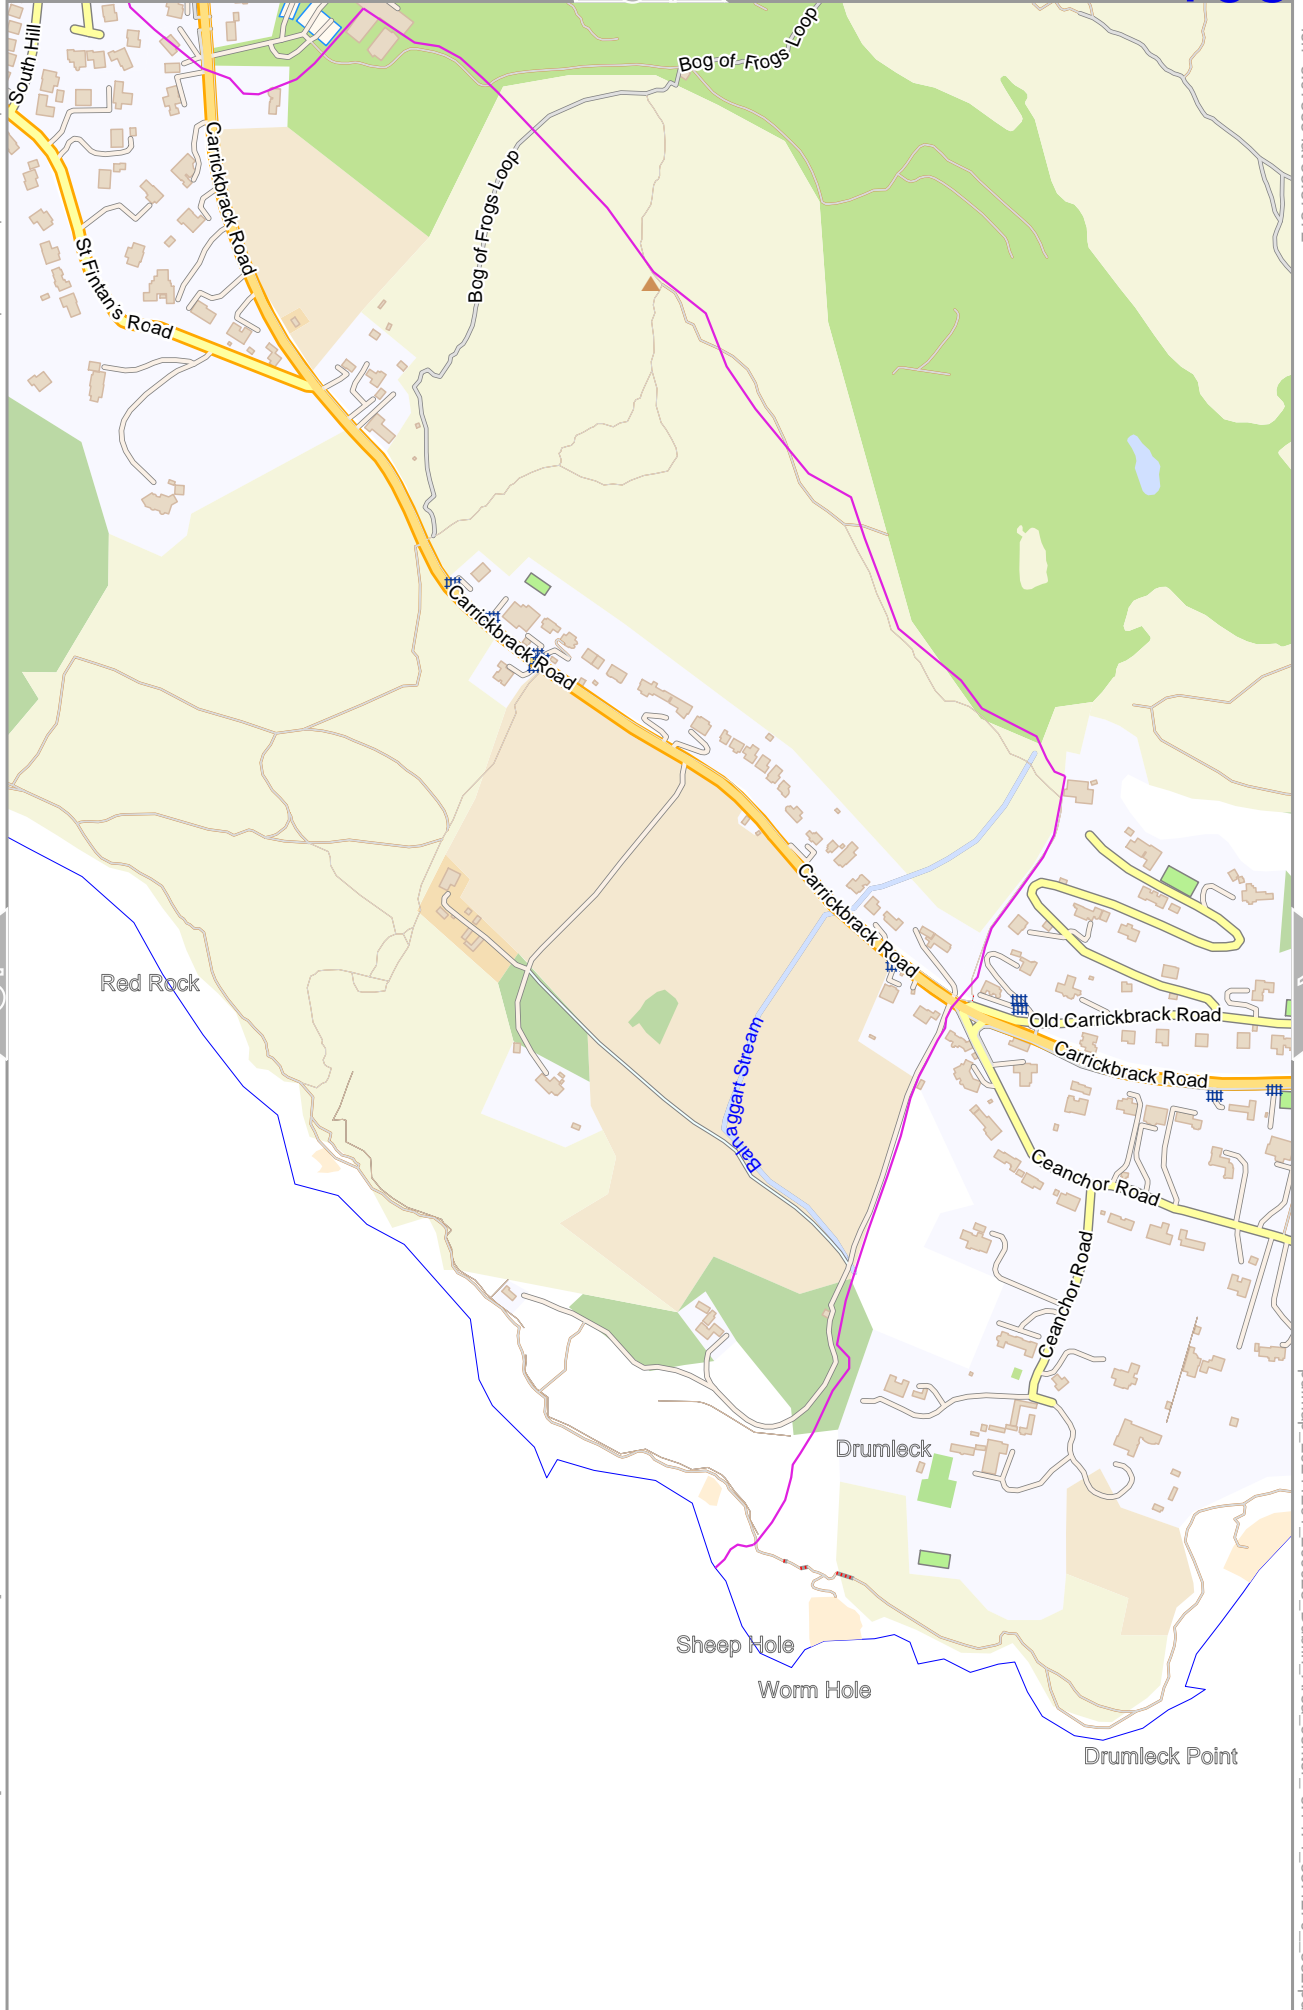 South Hill
Bog of Frogs Loop
Carrickbrack Road
Bog of Frogs Loop
St Fintan's Road
Carrickbrack Road
Carrickbrack Road
Red Rock
Old Carrickbrack Road
Carrickbrack Road
Balnaggart Stream
Ceanchor Road
Ceanchor Road
Drumleck
Sheep Hole
Worm Hole
Drumleck Point